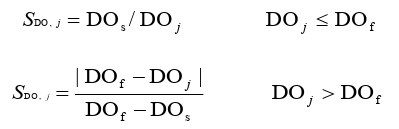 S_{DO, j} = DO_s / DO_j    DO_j ≤ DO_f
S_{DO, j} = | DO_f − DO_j | / (DO_f − DO_s)    DO_j > DO_f